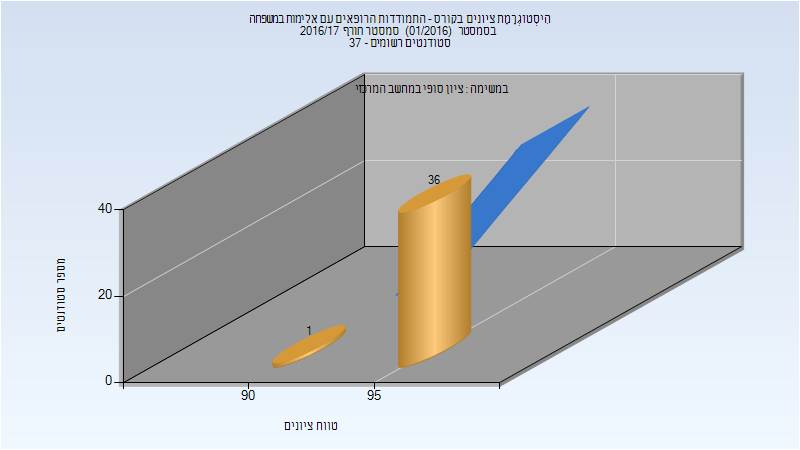 היסטוגְרָמַת ציונים בקורס - התמודדות הרופאים עם אלימות במשפחה
בסמסטר (01/2016) סמסטר חורף 2016/17
סטודנטים רשומים - 37
במשימה : ציון סופי במחשב המרכזי
36
1
40
20
0
90
95
מספר סטודנטים
טווח ציונים